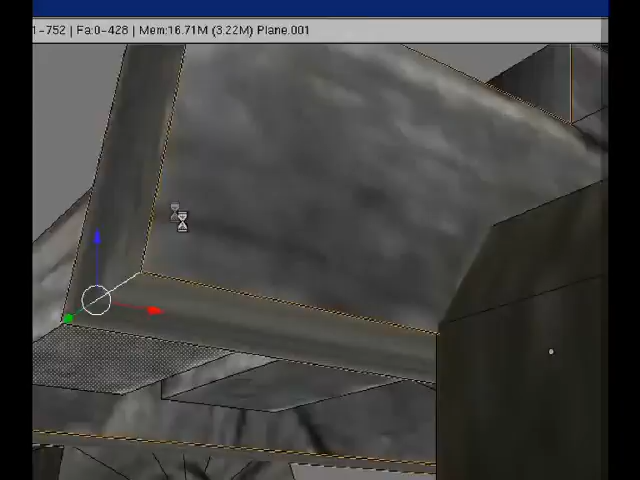 1-752 | Fa:0-428 | Mem:16.71M (3.22M) Plane.001